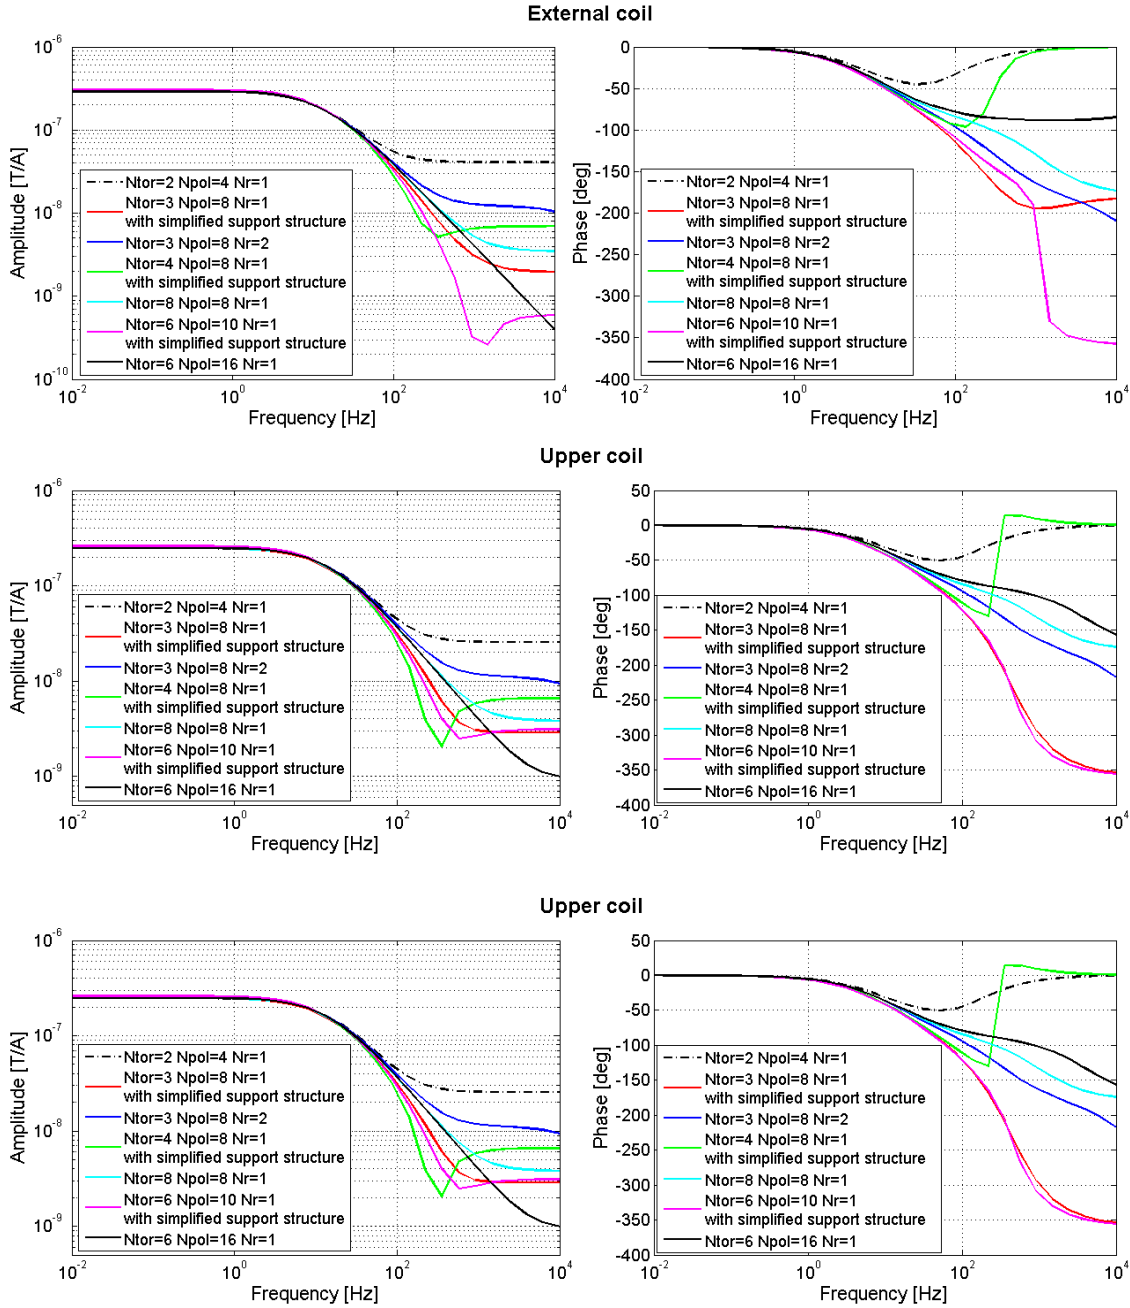 External coil
Amplitude [T/A]
10^-6
10^-7
10^-8
10^-9
10^-10
Ntor=2 Npol=4 Nr=1
Ntor=3 Npol=8 Nr=1
with simplified support structure
Ntor=3 Npol=8 Nr=2
Ntor=4 Npol=8 Nr=1
with simplified support structure
Ntor=8 Npol=8 Nr=1
Ntor=6 Npol=10 Nr=1
with simplified support structure
Ntor=6 Npol=16 Nr=1
10^-2 10^0 10^2 10^4
Frequency [Hz]
Phase [deg]
0
-50
-100
-150
-200
-250
-300
-350
-400
Ntor=2 Npol=4 Nr=1
Ntor=3 Npol=8 Nr=1
with simplified support structure
Ntor=3 Npol=8 Nr=2
Ntor=4 Npol=8 Nr=1
with simplified support structure
Ntor=8 Npol=8 Nr=1
Ntor=6 Npol=10 Nr=1
with simplified support structure
Ntor=6 Npol=16 Nr=1
10^-2 10^0 10^2 10^4
Frequency [Hz]
Upper coil
Amplitude [T/A]
10^-6
10^-7
10^-8
10^-9
Ntor=2 Npol=4 Nr=1
Ntor=3 Npol=8 Nr=1
with simplified support structure
Ntor=3 Npol=8 Nr=2
Ntor=4 Npol=8 Nr=1
with simplified support structure
Ntor=8 Npol=8 Nr=1
Ntor=6 Npol=10 Nr=1
with simplified support structure
Ntor=6 Npol=16 Nr=1
10^-2 10^0 10^2 10^4
Frequency [Hz]
Phase [deg]
50
0
-50
-100
-150
-200
-250
-300
-350
-400
Ntor=2 Npol=4 Nr=1
Ntor=3 Npol=8 Nr=1
with simplified support structure
Ntor=3 Npol=8 Nr=2
Ntor=4 Npol=8 Nr=1
with simplified support structure
Ntor=8 Npol=8 Nr=1
Ntor=6 Npol=10 Nr=1
with simplified support structure
Ntor=6 Npol=16 Nr=1
10^-2 10^0 10^2 10^4
Frequency [Hz]
Upper coil
Amplitude [T/A]
10^-6
10^-7
10^-8
10^-9
Ntor=2 Npol=4 Nr=1
Ntor=3 Npol=8 Nr=1
with simplified support structure
Ntor=3 Npol=8 Nr=2
Ntor=4 Npol=8 Nr=1
with simplified support structure
Ntor=8 Npol=8 Nr=1
Ntor=6 Npol=10 Nr=1
with simplified support structure
Ntor=6 Npol=16 Nr=1
10^-2 10^0 10^2 10^4
Frequency [Hz]
Phase [deg]
50
0
-50
-100
-150
-200
-250
-300
-350
-400
Ntor=2 Npol=4 Nr=1
Ntor=3 Npol=8 Nr=1
with simplified support structure
Ntor=3 Npol=8 Nr=2
Ntor=4 Npol=8 Nr=1
with simplified support structure
Ntor=8 Npol=8 Nr=1
Ntor=6 Npol=10 Nr=1
with simplified support structure
Ntor=6 Npol=16 Nr=1
10^-2 10^0 10^2 10^4
Frequency [Hz]